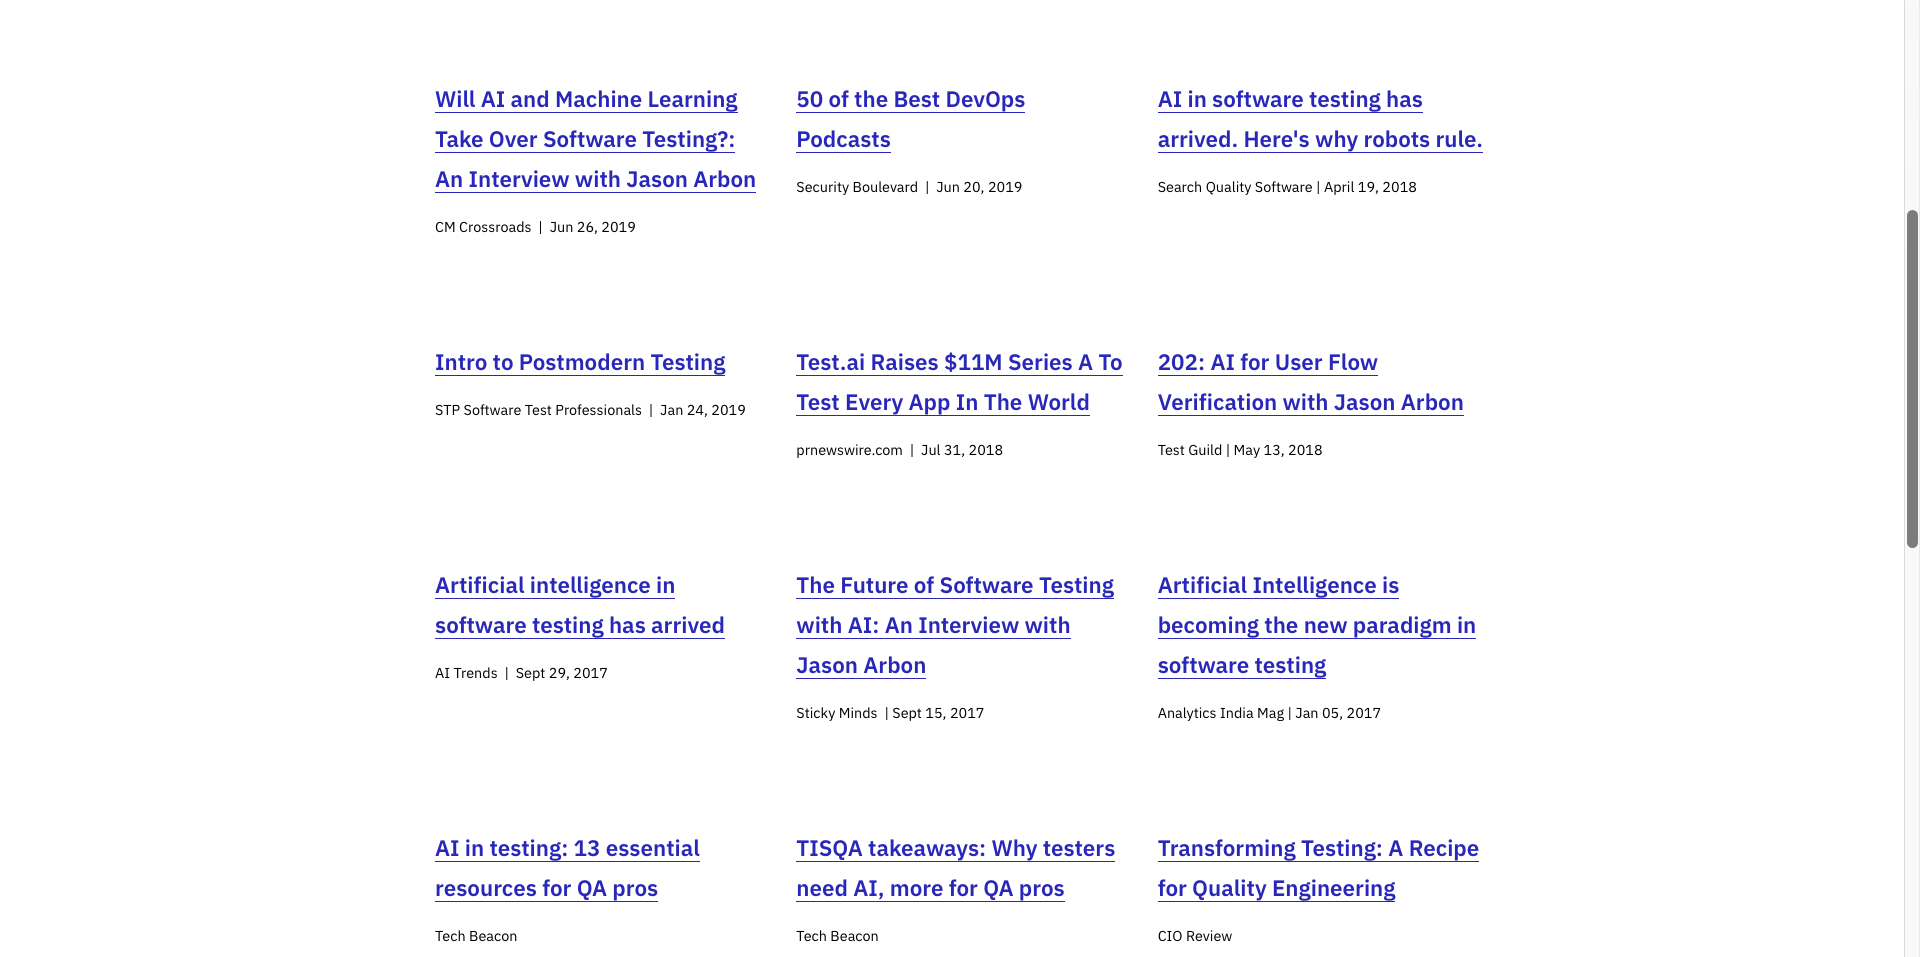 Will AI and Machine Learning
Take Over Software Testing?:
An Interview with Jason Arbon
CM Crossroads | Jun 26, 2019
50 of the Best DevOps
Podcasts
Security Boulevard | Jun 20, 2019
AI in software testing has
arrived. Here's why robots rule.
Search Quality Software | April 19, 2018
Intro to Postmodern Testing
STP Software Test Professionals | Jan 24, 2019
Test.ai Raises $11M Series A To
Test Every App In The World
prnewswire.com | Jul 31, 2018
202: AI for User Flow
Verification with Jason Arbon
Test Guild | May 13, 2018
Artificial intelligence in
software testing has arrived
AI Trends | Sept 29, 2017
The Future of Software Testing
with AI: An Interview with
Jason Arbon
Sticky Minds | Sept 15, 2017
Artificial Intelligence is
becoming the new paradigm in
software testing
Analytics India Mag | Jan 05, 2017
AI in testing: 13 essential
resources for QA pros
Tech Beacon
TISQA takeaways: Why testers
need AI, more for QA pros
Tech Beacon
Transforming Testing: A Recipe
for Quality Engineering
CIO Review